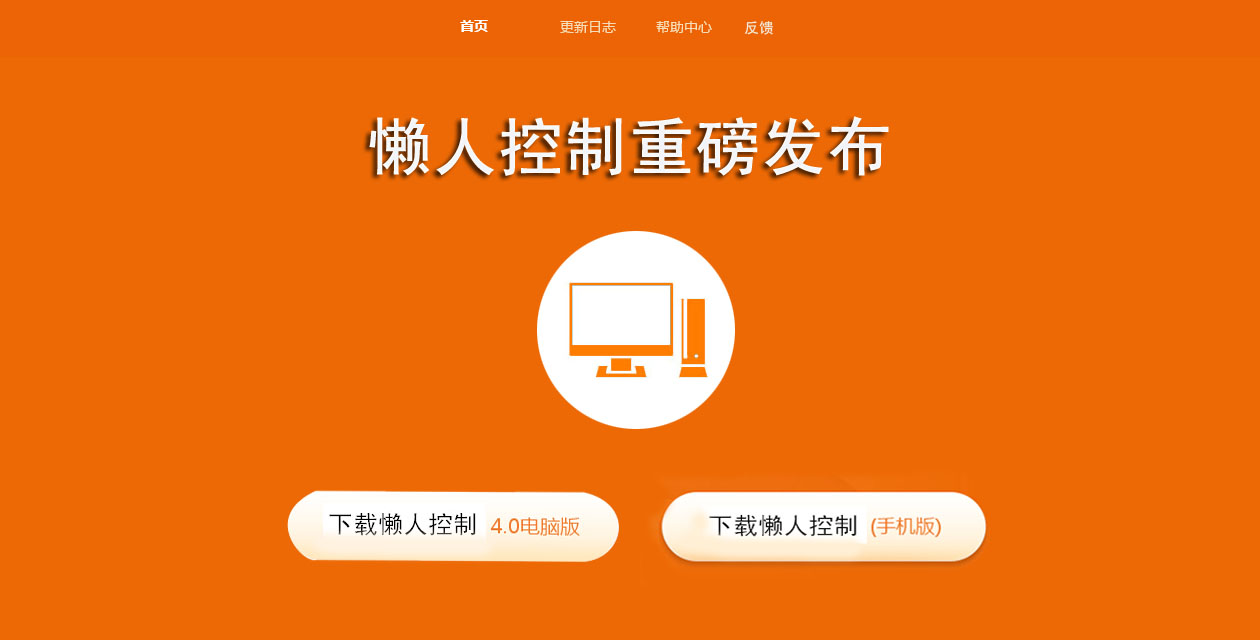 首页 更新日志 帮助中心 反馈
懒人控制重磅发布
下载懒人控制 4.0电脑版
下载懒人控制 (手机版)